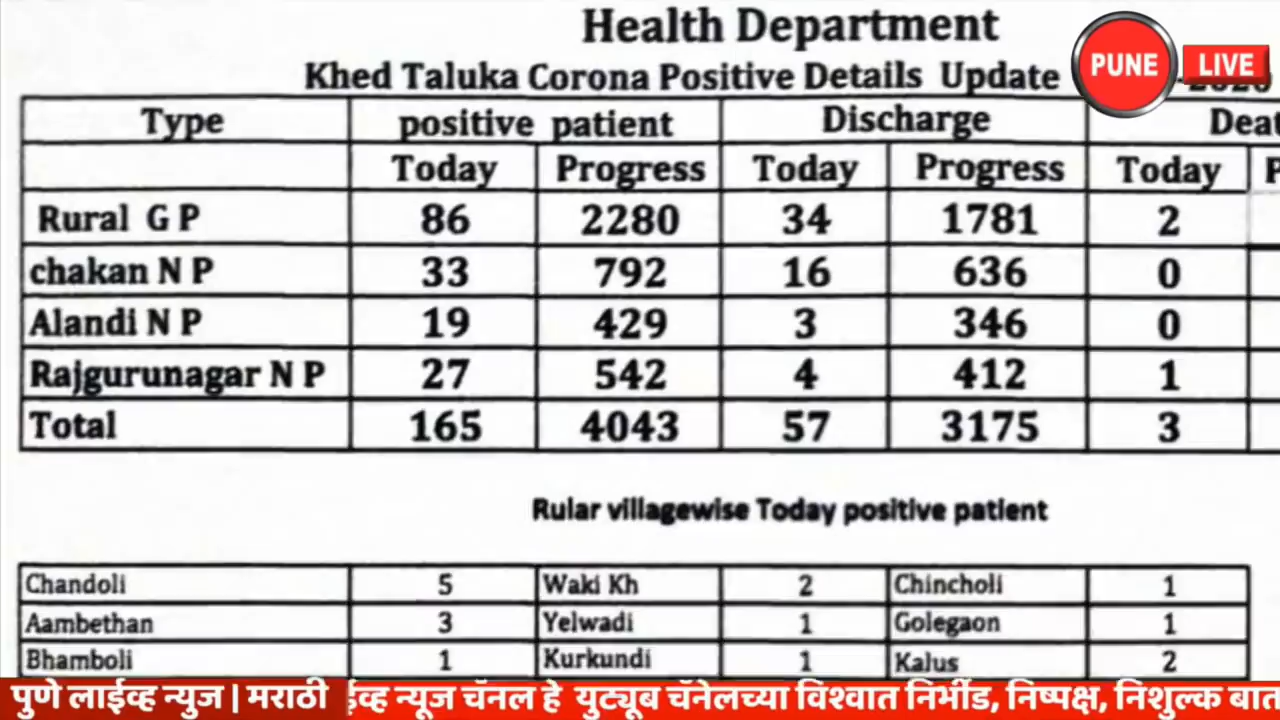 Health Department
Khed Taluka Corona Positive Details Update
PUNE LIVE
Type positive patient Discharge
Today Progress Today Progress Today
Rural G P 86 2280 34 1781 2
chakan N P 33 792 16 636 0
Alandi N P 19 429 3 346 0
Rajgurunagar N P 27 542 4 412 1
Total 165 4043 57 3175 3
Rular villagewise Today positive patient
Chandoli 5 Waki Kh 2 Chincholi 1
Aambethan 3 Yelwadi 1 Golegaon 1
Bhamboli 1 Kurkundi 1 Kalus 2
पुणे लाईव्ह न्युज | मराठी ईव्ह न्यूज चॅनल हे युट्यूब चॅनेलच्या विश्वात निर्भीड, निष्पक्ष, निशुल्क बात